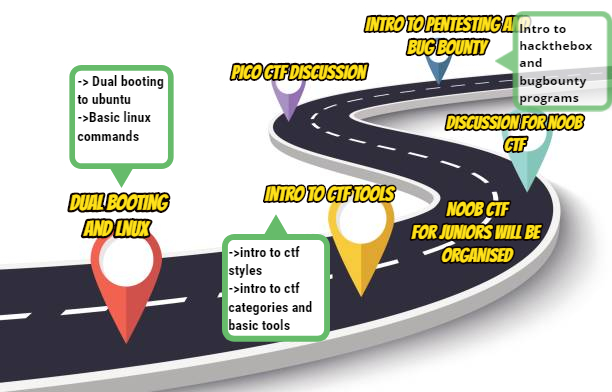 INTRO TO PENTESTING AND
BUG BOUNTY
Intro to
hackthebox
and
bugbounty
programs
PICO CTF DISCUSSION
DISCUSSION FOR NOOB
CTF
-> Dual booting
to ubuntu
->Basic linux
commands
DUAL BOOTING
AND LNUX
INTRO TO CTF TOOLS
->intro to ctf
styles
->intro to ctf
categories and
basic tools
NOOB CTF
FOR JUNIORS WILL BE
ORGANISED